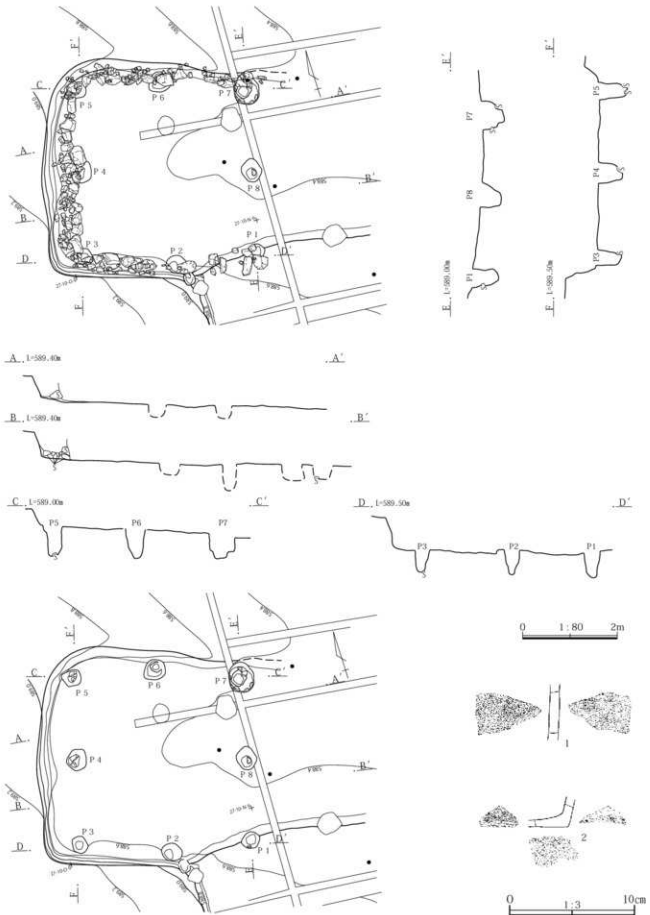 E'
F'
C
P5
P6
P7
C'
A'
A
P4
P8
B'
B
P3
P2
P1
D
D'
E
F
E'
P7
P8
P1
E L=589.00m
F'
P5
P4
P3
F L=589.50m
A L=589.40m
A'
1
B L=589.40m
B'
S
C L=589.00m
C'
P5
P6
P7
S
D L=589.50m
D'
P3
P2
P1
S
E'
F'
C
P5
P6
P7
C'
A'
A
P4
P8
B'
B
P3
P2
P1
D
D'
E
F
0 1:80 2m
1
2
0 1:3 10cm